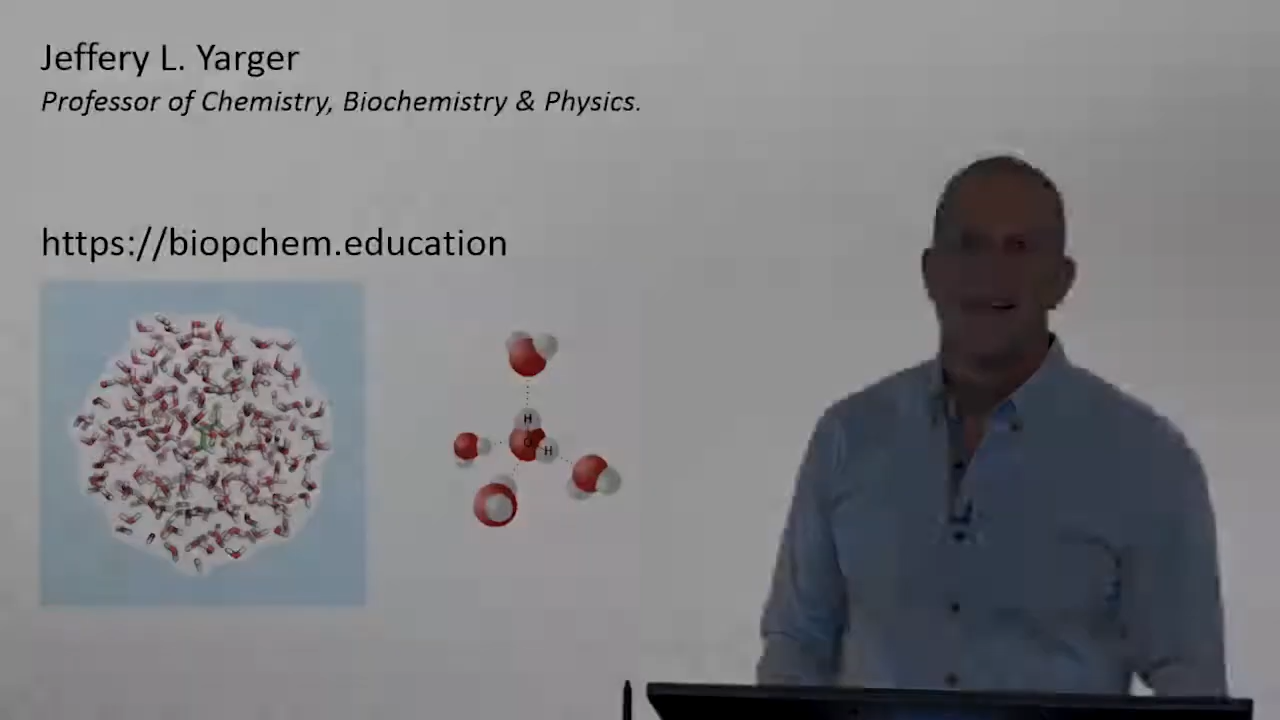 Jeffery L. Yarger
Professor of Chemistry, Biochemistry & Physics.
https://biopchem.education
H
O
H